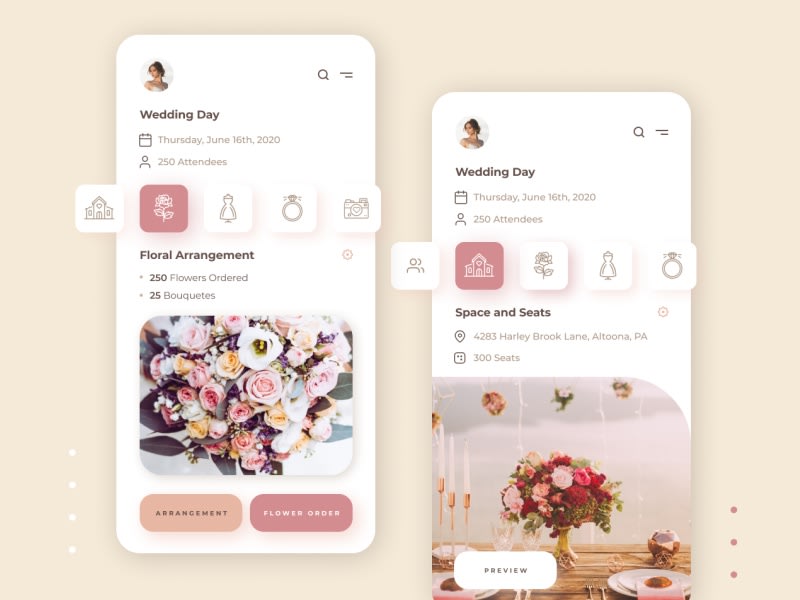 Wedding Day
Thursday, June 16th, 2020
250 Attendees
Floral Arrangement
250 Flowers Ordered
25 Bouquetes
ARRANGEMENT
FLOWER ORDER
Wedding Day
Thursday, June 16th, 2020
250 Attendees
Space and Seats
4283 Harley Brook Lane, Altoona, PA
300 Seats
PREVIEW